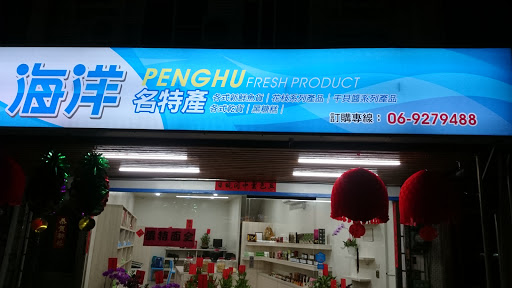 海洋
PENGHU FRESH PRODUCT
名特產
各式新鮮魚貨 | 花枝系列產品 | 干貝醬系列產品
各式乾貨 | 黑糖糕 |
訂購專線：06-9279488